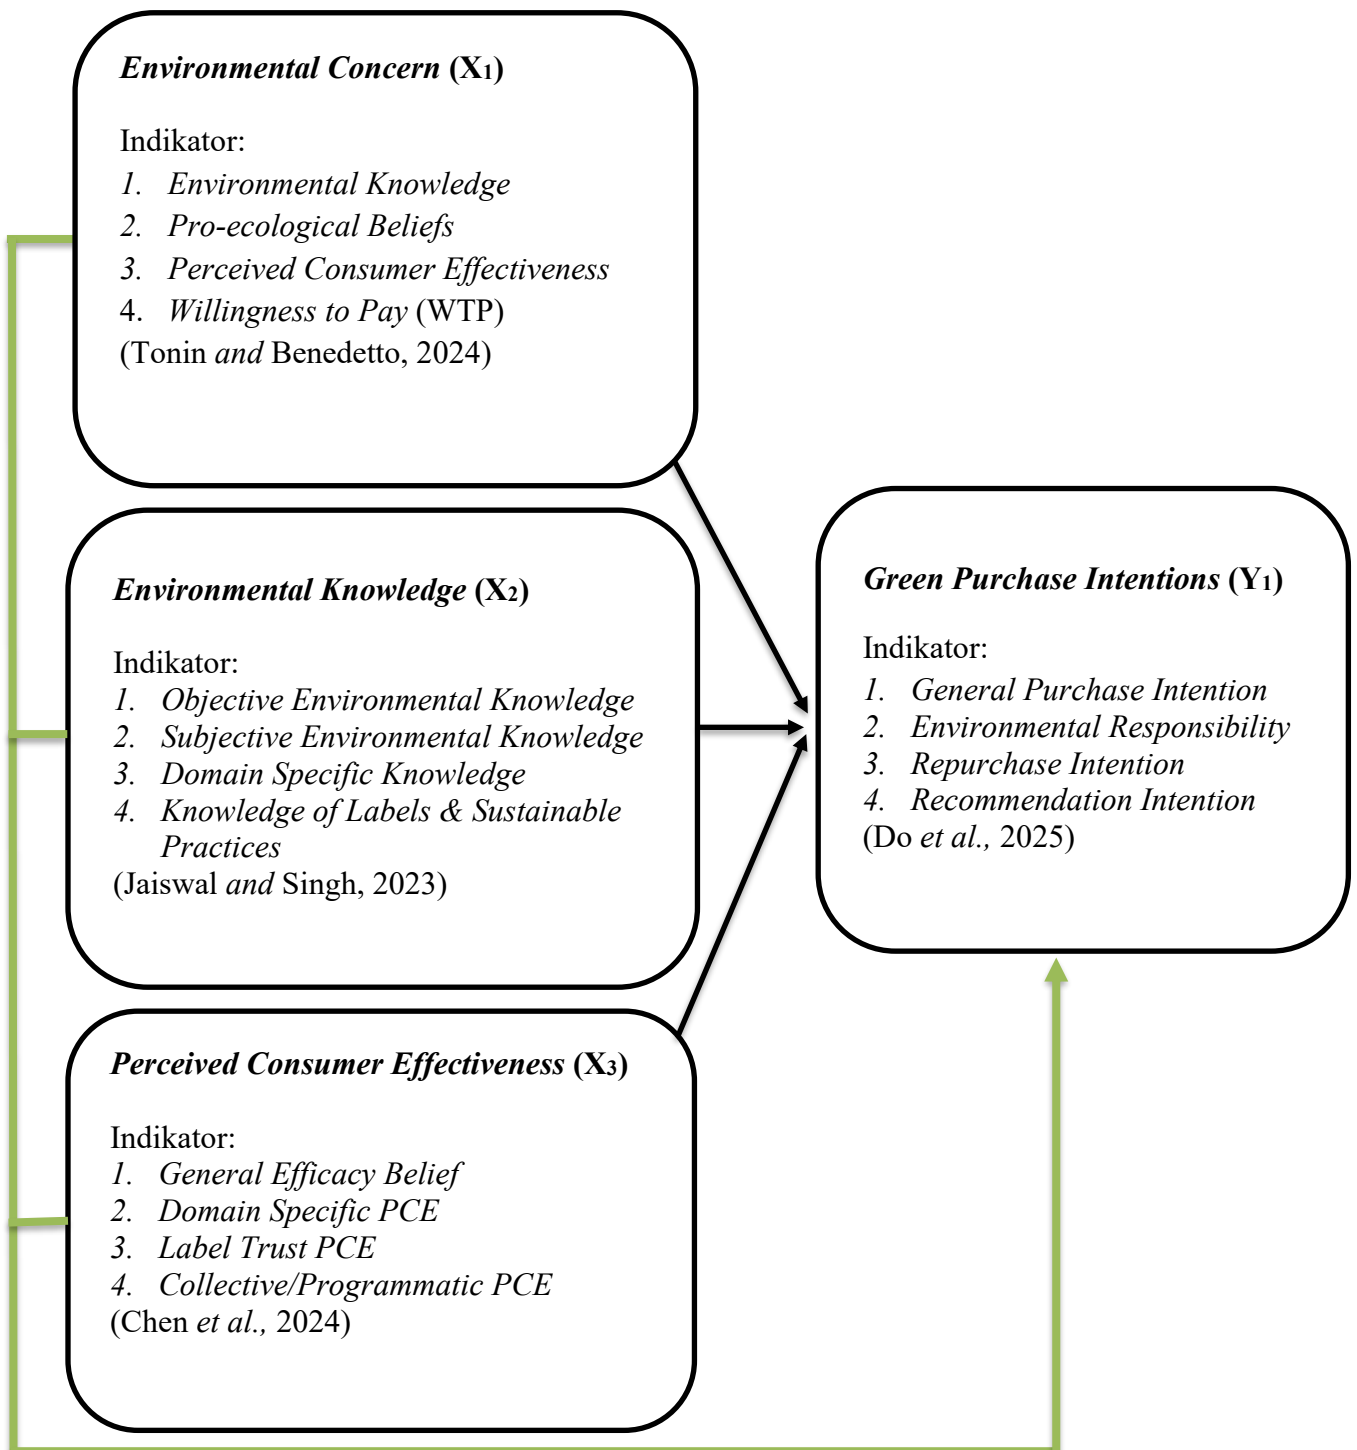 Environmental Concern (X₁)
Indikator:
1. Environmental Knowledge
2. Pro-ecological Beliefs
3. Perceived Consumer Effectiveness
4. Willingness to Pay (WTP)
(Tonin and Benedetto, 2024)
Environmental Knowledge (X₂)
Indikator:
1. Objective Environmental Knowledge
2. Subjective Environmental Knowledge
3. Domain Specific Knowledge
4. Knowledge of Labels & Sustainable
Practices
(Jaiswal and Singh, 2023)
Perceived Consumer Effectiveness (X₃)
Indikator:
1. General Efficacy Belief
2. Domain Specific PCE
3. Label Trust PCE
4. Collective/Programmatic PCE
(Chen et al., 2024)
Green Purchase Intentions (Y₁)
Indikator:
1. General Purchase Intention
2. Environmental Responsibility
3. Repurchase Intention
4. Recommendation Intention
(Do et al., 2025)